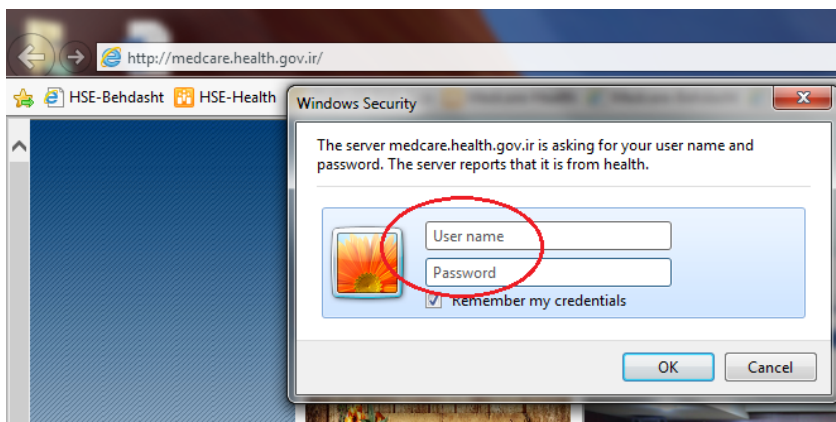 http://medcare.health.gov.ir/
HSE-Behdasht HSE-Health
Windows Security
The server medcare.health.gov.ir is asking for your user name and
password. The server reports that it is from health.
User name
Password
Remember my credentials
OK Cancel